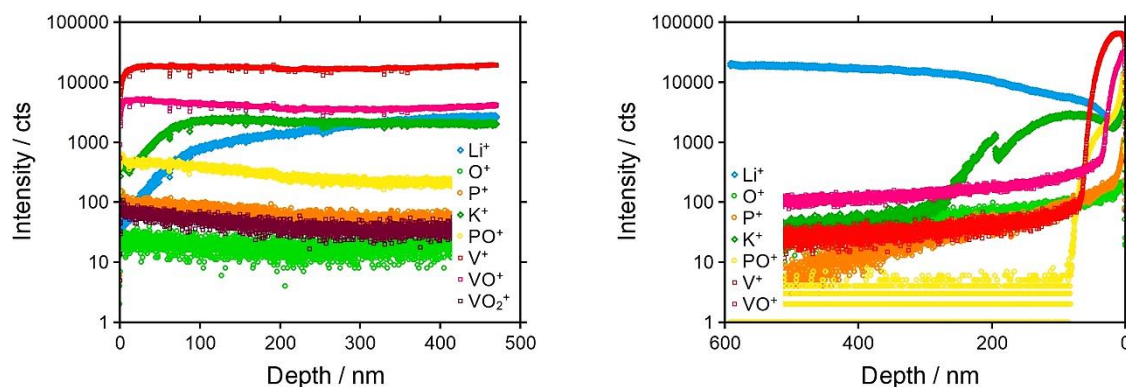 Intensity / cts
100000
10000
1000
100
10
1
0 100 200 300 400 500
Depth / nm
Li⁺
O⁺
P⁺
K⁺
PO⁺
V⁺
VO⁺
VO₂⁺
Intensity / cts
100000
10000
1000
100
10
1
600 400 200 0
Depth / nm
Li⁺
O⁺
P⁺
K⁺
PO⁺
V⁺
VO⁺